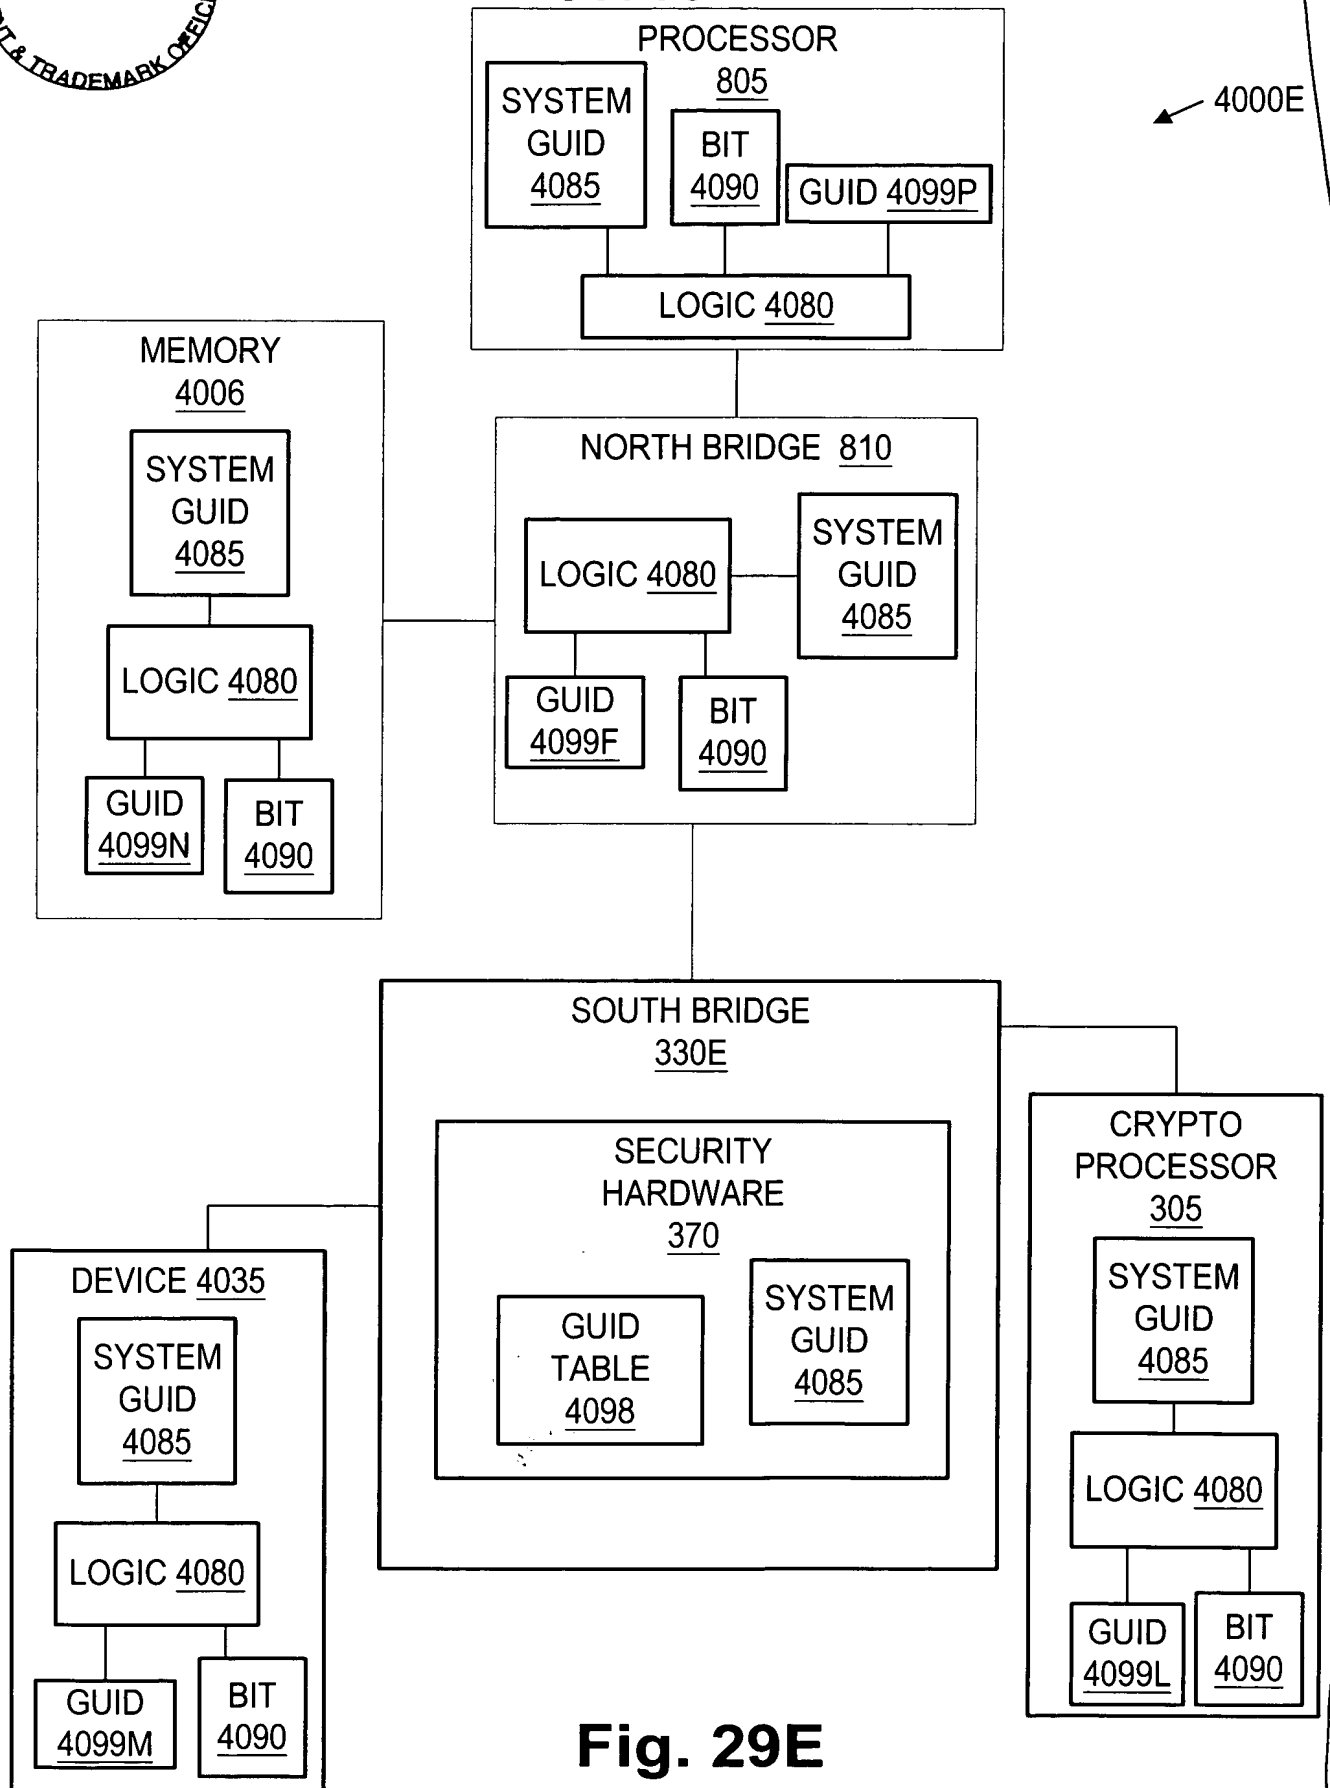 & TRADEMARK OFFIC
PROCESSOR
805
4000E
SYSTEM
GUID
4085
BIT
4090
GUID 4099P
LOGIC 4080
MEMORY
4006
SYSTEM
GUID
4085
LOGIC 4080
GUID
4099N
BIT
4090
NORTH BRIDGE 810
LOGIC 4080
SYSTEM
GUID
4085
GUID
4099F
BIT
4090
SOUTH BRIDGE
330E
SECURITY
HARDWARE
370
GUID
TABLE
4098
SYSTEM
GUID
4085
CRYPTO
PROCESSOR
305
SYSTEM
GUID
4085
LOGIC 4080
GUID
4099L
BIT
4090
DEVICE 4035
SYSTEM
GUID
4085
LOGIC 4080
GUID
4099M
BIT
4090
Fig. 29E